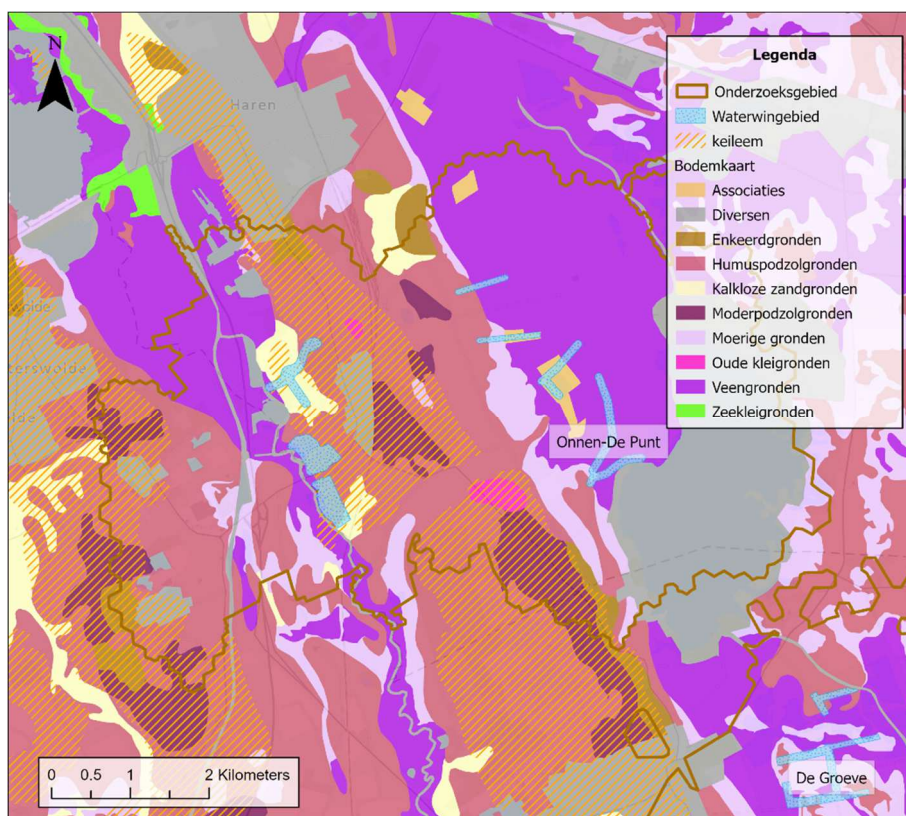 N
Haren
Legenda
Onderzoeksgebied
Waterwingebied
keileem
Bodemkaart
Associaties
Diversen
Enkeerdgronden
Humuspodzolgronden
Kalkloze zandgronden
Moderpodzolgronden
Moerige gronden
Oude kleigronden
Veengronden
Zeekleigronden
Onnen-De Punt
De Groeve
0 0.5 1 2 Kilometers